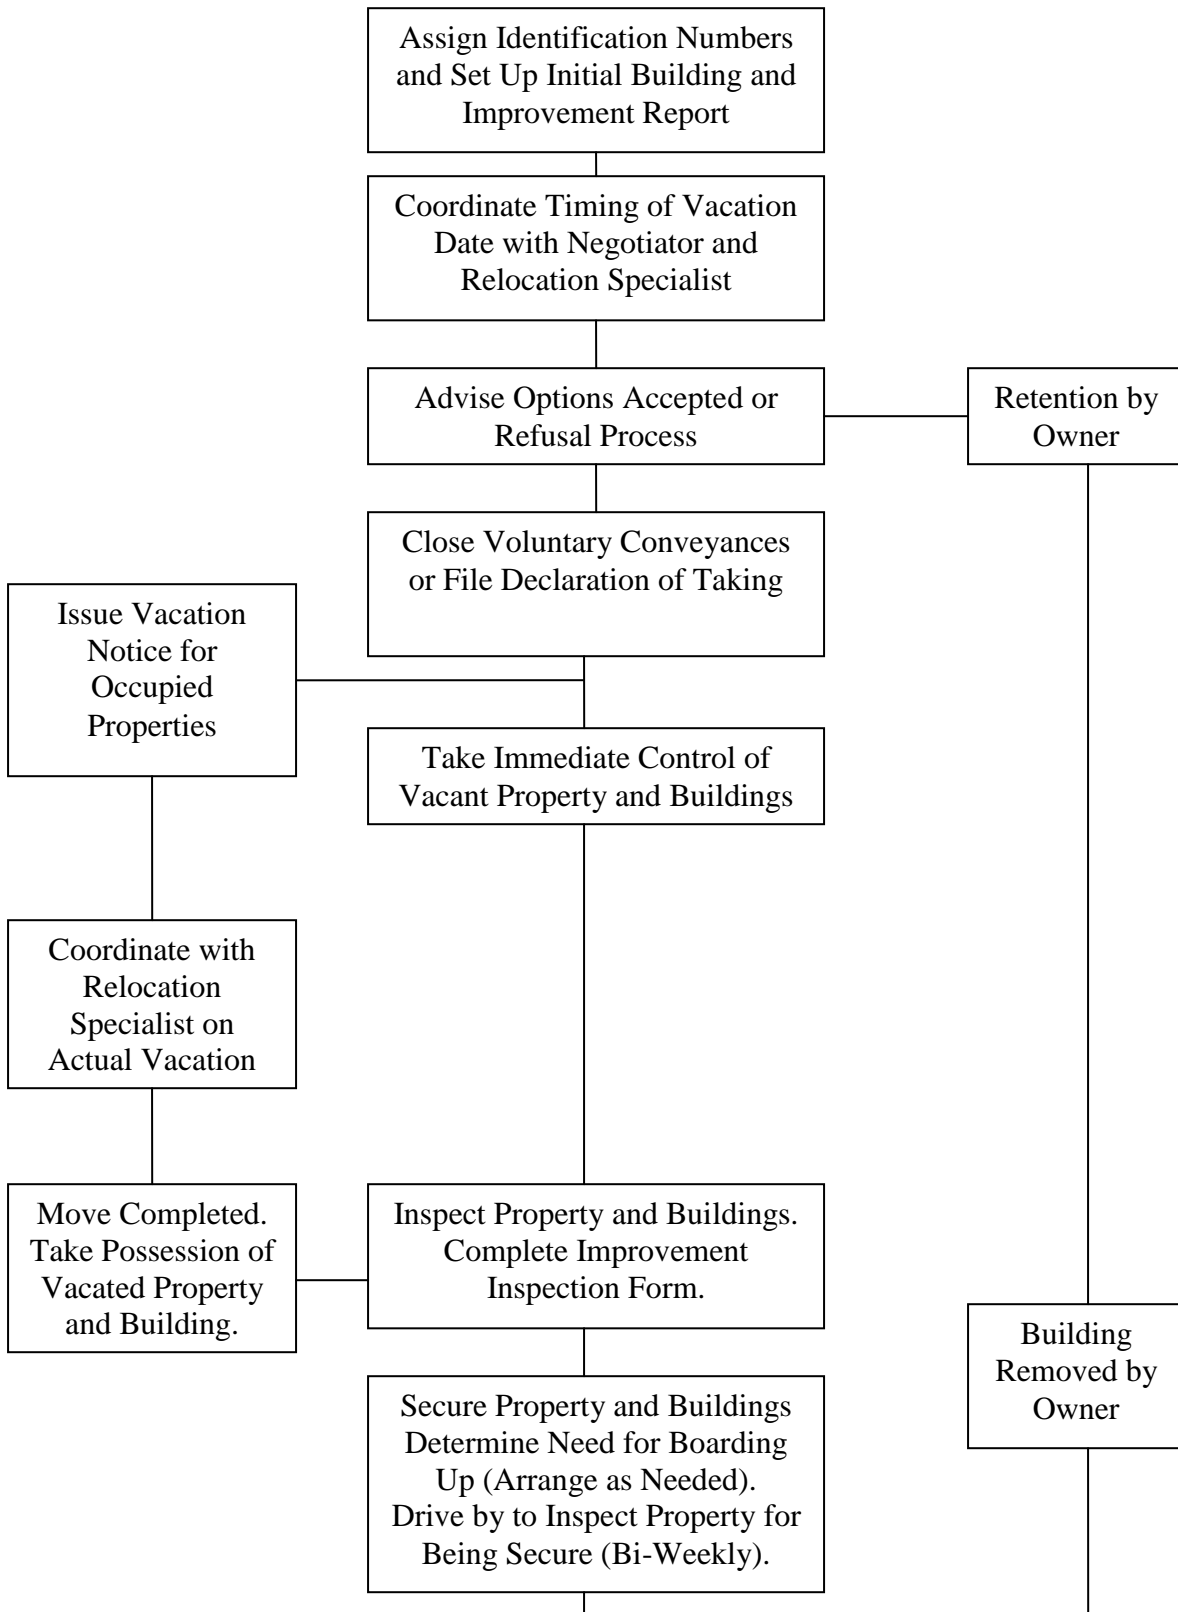 Assign Identification Numbers
and Set Up Initial Building and
Improvement Report
Coordinate Timing of Vacation
Date with Negotiator and
Relocation Specialist
Advise Options Accepted or
Refusal Process
Retention by
Owner
Close Voluntary Conveyances
or File Declaration of Taking
Issue Vacation
Notice for
Occupied
Properties
Take Immediate Control of
Vacant Property and Buildings
Coordinate with
Relocation
Specialist on
Actual Vacation
Move Completed.
Take Possession of
Vacated Property
and Building.
Inspect Property and Buildings.
Complete Improvement
Inspection Form.
Building
Removed by
Owner
Secure Property and Buildings
Determine Need for Boarding
Up (Arrange as Needed).
Drive by to Inspect Property for
Being Secure (Bi-Weekly).